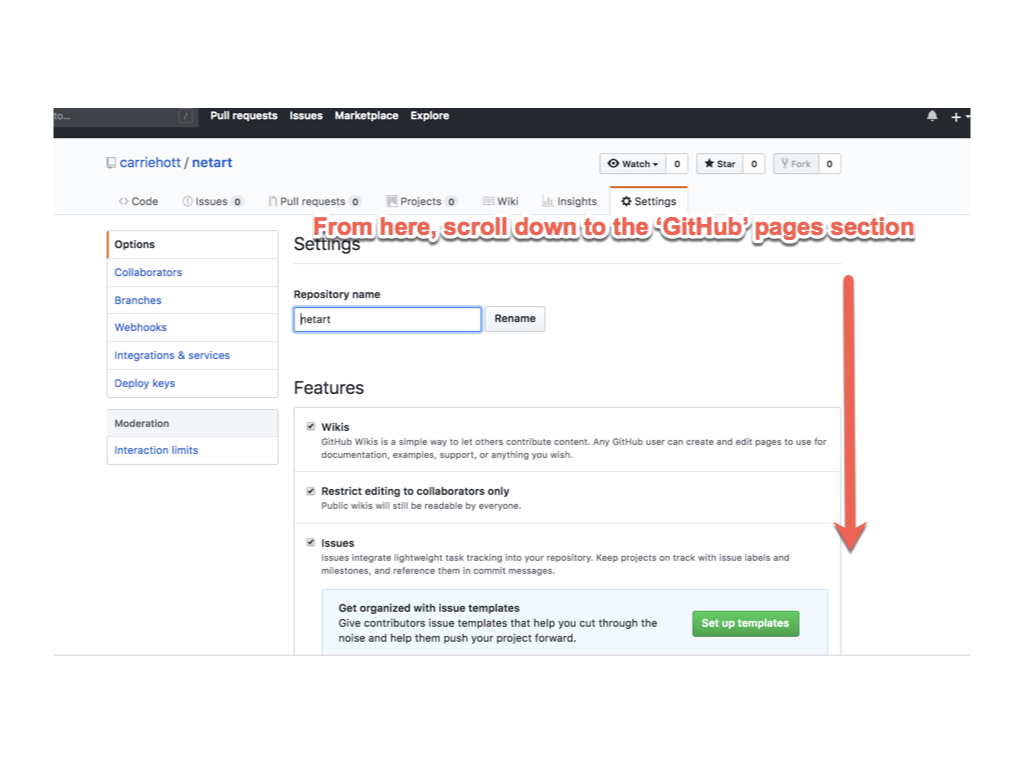 to... /
Pull requests Issues Marketplace Explore
carriehott / netart
Watch 0 Star 0 Fork 0
Code Issues 0 Pull requests 0 Projects 0 Wiki Insights Settings
From here, scroll down to the ‘GitHub’ pages section
Options
Collaborators
Branches
Webhooks
Integrations & services
Deploy keys
Moderation
Interaction limits
Settings
Repository name
netart Rename
Features
Wikis
GitHub Wikis is a simple way to let others contribute content. Any GitHub user can create and edit pages to use for
documentation, examples, support, or anything you wish.
Restrict editing to collaborators only
Public wikis will still be readable by everyone.
Issues
Issues integrate lightweight task tracking into your repository. Keep projects on track with issue labels and
milestones, and reference them in commit messages.
Get organized with issue templates
Give contributors issue templates that help you cut through the
noise and help them push your project forward.
Set up templates